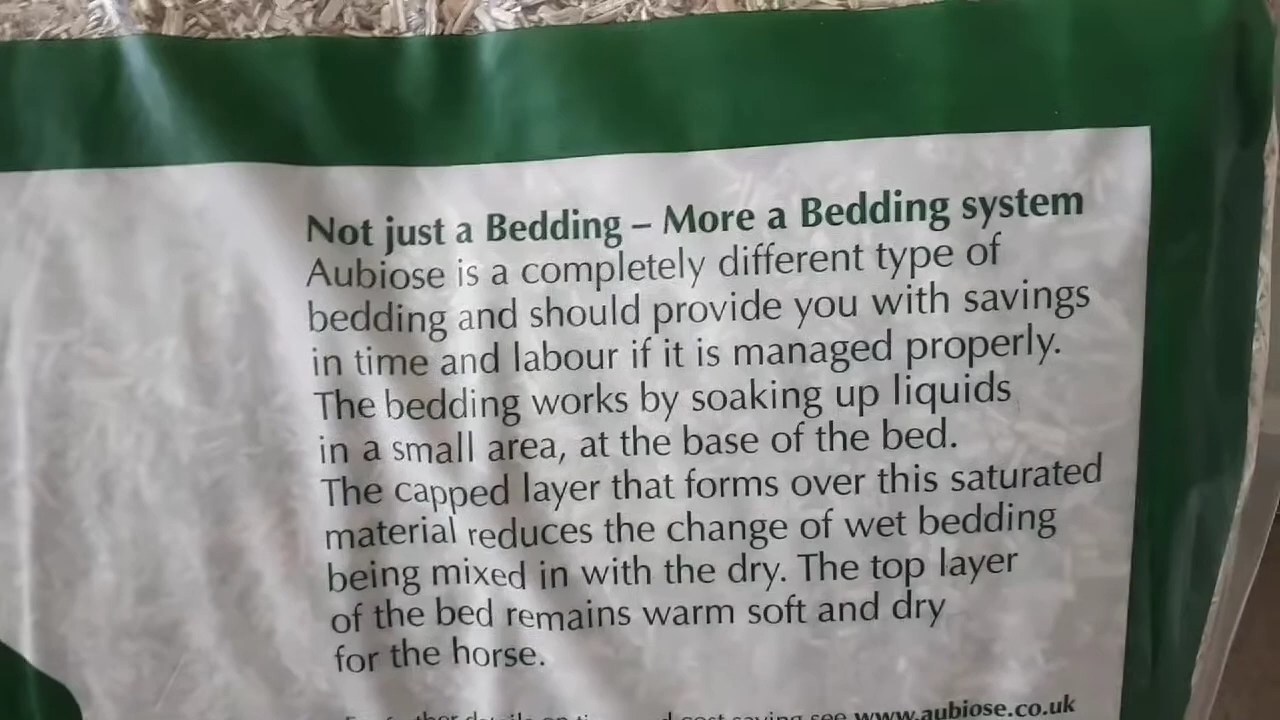 Not just a Bedding – More a Bedding system
Aubiose is a completely different type of
bedding and should provide you with savings
in time and labour if it is managed properly.
The bedding works by soaking up liquids
in a small area, at the base of the bed.
The capped layer that forms over this saturated
material reduces the change of wet bedding
being mixed in with the dry. The top layer
of the bed remains warm soft and dry
for the horse.
details on saving see www.aubiose.co.uk